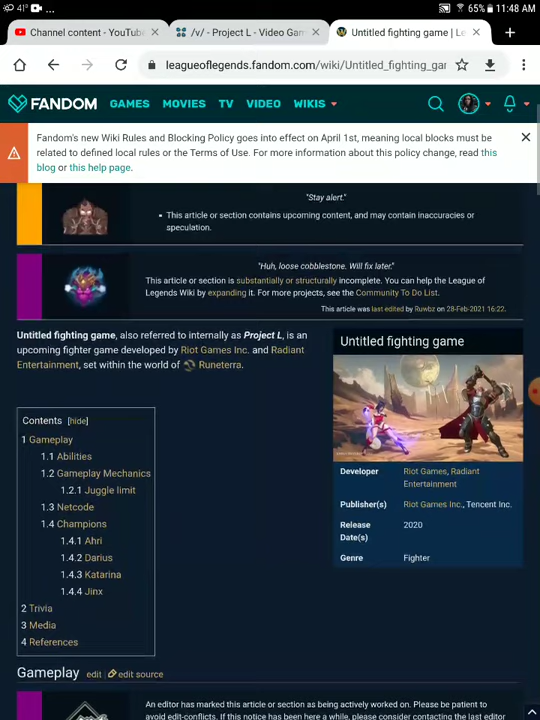 41°
65% 11:48 AM
Channel content - YouTube
/v/ - Project L - Video Gam
Untitled fighting game | Le
leagueoflegends.fandom.com/wiki/Untitled_fighting_gar
FANDOM GAMES MOVIES TV VIDEO WIKIS
Fandom's new Wiki Rules and Blocking Policy goes into effect on April 1st, meaning local blocks must be
related to defined local rules or the Terms of Use. For more information about this policy change, read this
blog or this help page.
"Stay alert."
This article or section contains upcoming content, and may contain inaccuracies or
speculation.
"Huh, loose cobblestone. Will fix later."
This article or section is substantially or structurally incomplete. You can help the League of
Legends Wiki by expanding it. For more projects, see the Community To Do List.
This article was last edited by Ruwbz on 28-Feb-2021 16:22.
Untitled fighting game, also referred to internally as Project L, is an
upcoming fighter game developed by Riot Games Inc. and Radiant
Entertainment, set within the world of Runeterra.
Untitled fighting game
Developer Riot Games, Radiant
Entertainment
Publisher(s) Riot Games Inc., Tencent Inc.
Release 2020
Date(s)
Genre Fighter
Contents [hide]
1 Gameplay
1.1 Abilities
1.2 Gameplay Mechanics
1.2.1 Juggle limit
1.3 Netcode
1.4 Champions
1.4.1 Ahri
1.4.2 Darius
1.4.3 Katarina
1.4.4 Jinx
2 Trivia
3 Media
4 References
Gameplay edit edit source
An editor has marked this article or section as being actively worked on. Please be patient to
avoid edit-conflicts. If this notice has been here a while, please consider contacting the last editor